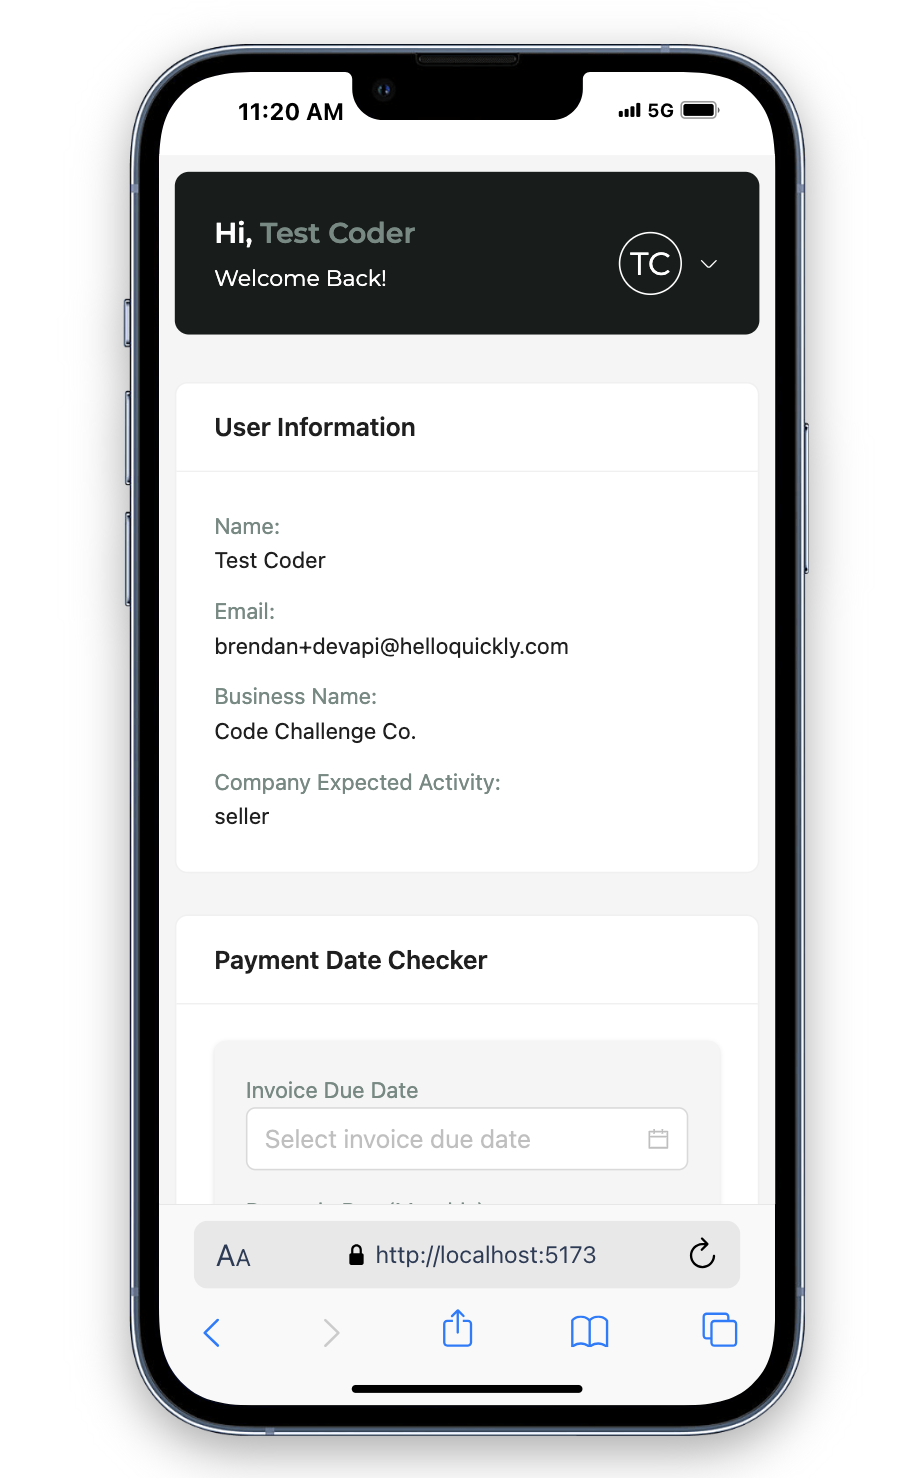 11:20 AM
5G
Hi, Test Coder
Welcome Back!
TC
User Information
Name:
Test Coder
Email:
brendan+devapi@helloquickly.com
Business Name:
Code Challenge Co.
Company Expected Activity:
seller
Payment Date Checker
Invoice Due Date
Select invoice due date
AA
http://localhost:5173